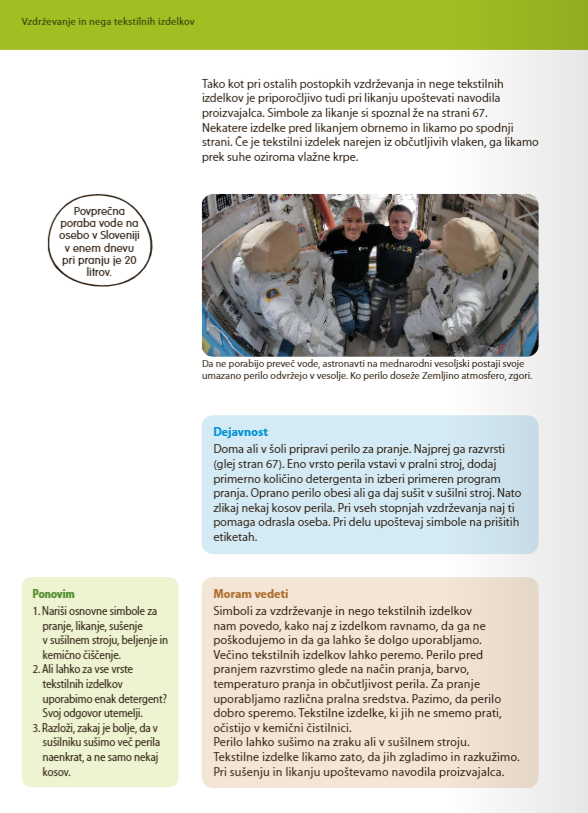 Vzdrževanje in nega tekstilnih izdelkov
Tako kot pri ostalih postopkih vzdrževanja in nege tekstilnih
izdelkov je priporočljivo tudi pri likanju upoštevati navodila
proizvajalca. Simbole za likanje si spoznal že na strani 67.
Nekatere izdelke pred likanjem obrnemo in likamo po spodnji
strani. Če je tekstilni izdelek narejen iz občutljivih vlaken, ga likamo
prek suhe oziroma vlažne krpe.
Povprečna
poraba vode na
osebo v Sloveniji
v enem dnevu
pri pranju je 20
litrov.
Da ne porabijo preveč vode, astronavti na mednarodni vesoljski postaji svoje
umazano perilo odvržejo v vesolje. Ko perilo doseže Zemljino atmosfero, zgori.
Dejavnost
Doma ali v šoli pripravi perilo za pranje. Najprej ga razvrsti
(glej stran 67). Eno vrsto perila vstavi v pralni stroj, dodaj
primerno količino detergenta in izberi primeren program
pranja. Oprano perilo obesi ali ga daj sušit v sušilni stroj. Nato
zlikaj nekaj kosov perila. Pri vseh stopnjah vzdrževanja naj ti
pomaga odrasla oseba. Pri delu upoštevaj simbole na prišitih
etiketah.
Ponovim
1. Nariši osnovne simbole za
pranje, likanje, sušenje
v sušilnem stroju, beljenje in
kemično čiščenje.
2. Ali lahko za vse vrste
tekstilnih izdelkov
uporabimo enak detergent?
Svoj odgovor utemelji.
3. Razloži, zakaj je bolje, da v
sušilniku sušimo več perila
naenkrat, a ne samo nekaj
kosov.
Moram vedeti
Simboli za vzdrževanje in nego tekstilnih izdelkov
nam povedo, kako naj z izdelkom ravnamo, da ga ne
poškodujemo in da ga lahko še dolgo uporabljamo.
Večino tekstilnih izdelkov lahko peremo. Perilo pred
pranjem razvrstimo glede na način pranja, barvo,
temperaturo pranja in občutljivost perila. Za pranje
uporabljamo različna pralna sredstva. Pazimo, da perilo
dobro speremo. Tekstilne izdelke, ki jih ne smemo prati,
očistijo v kemični čistilnici.
Perilo lahko sušimo na zraku ali v sušilnem stroju.
Tekstilne izdelke likamo zato, da jih zgladimo in razkužimo.
Pri sušenju in likanju upoštevamo navodila proizvajalca.